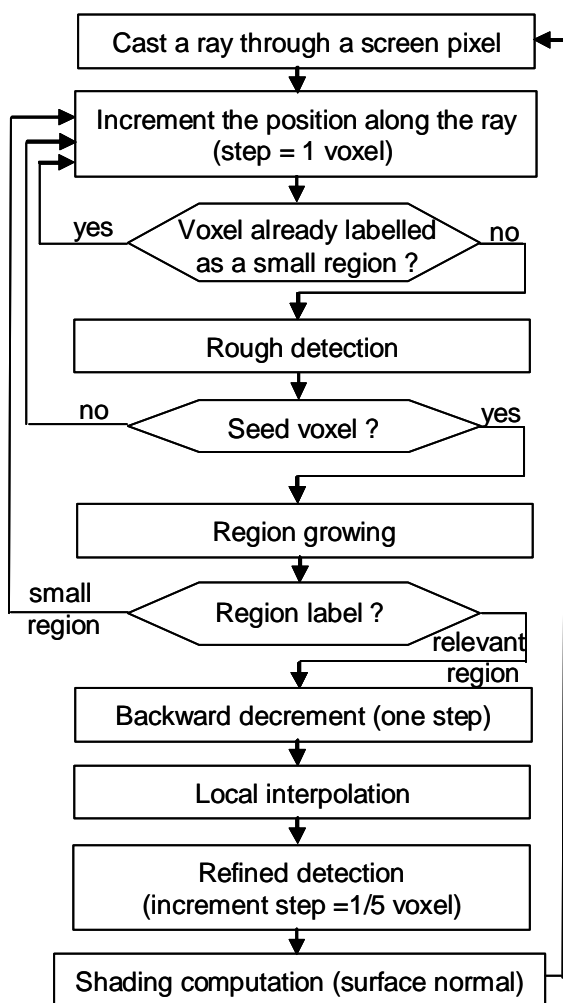 Cast a ray through a screen pixel
Increment the position along the ray
(step = 1 voxel)
yes
Voxel already labelled
as a small region ?
no
Rough detection
no
Seed voxel ?
yes
Region growing
small
region
Region label ?
relevant
region
Backward decrement (one step)
Local interpolation
Refined detection
(increment step =1/5 voxel)
Shading computation (surface normal)